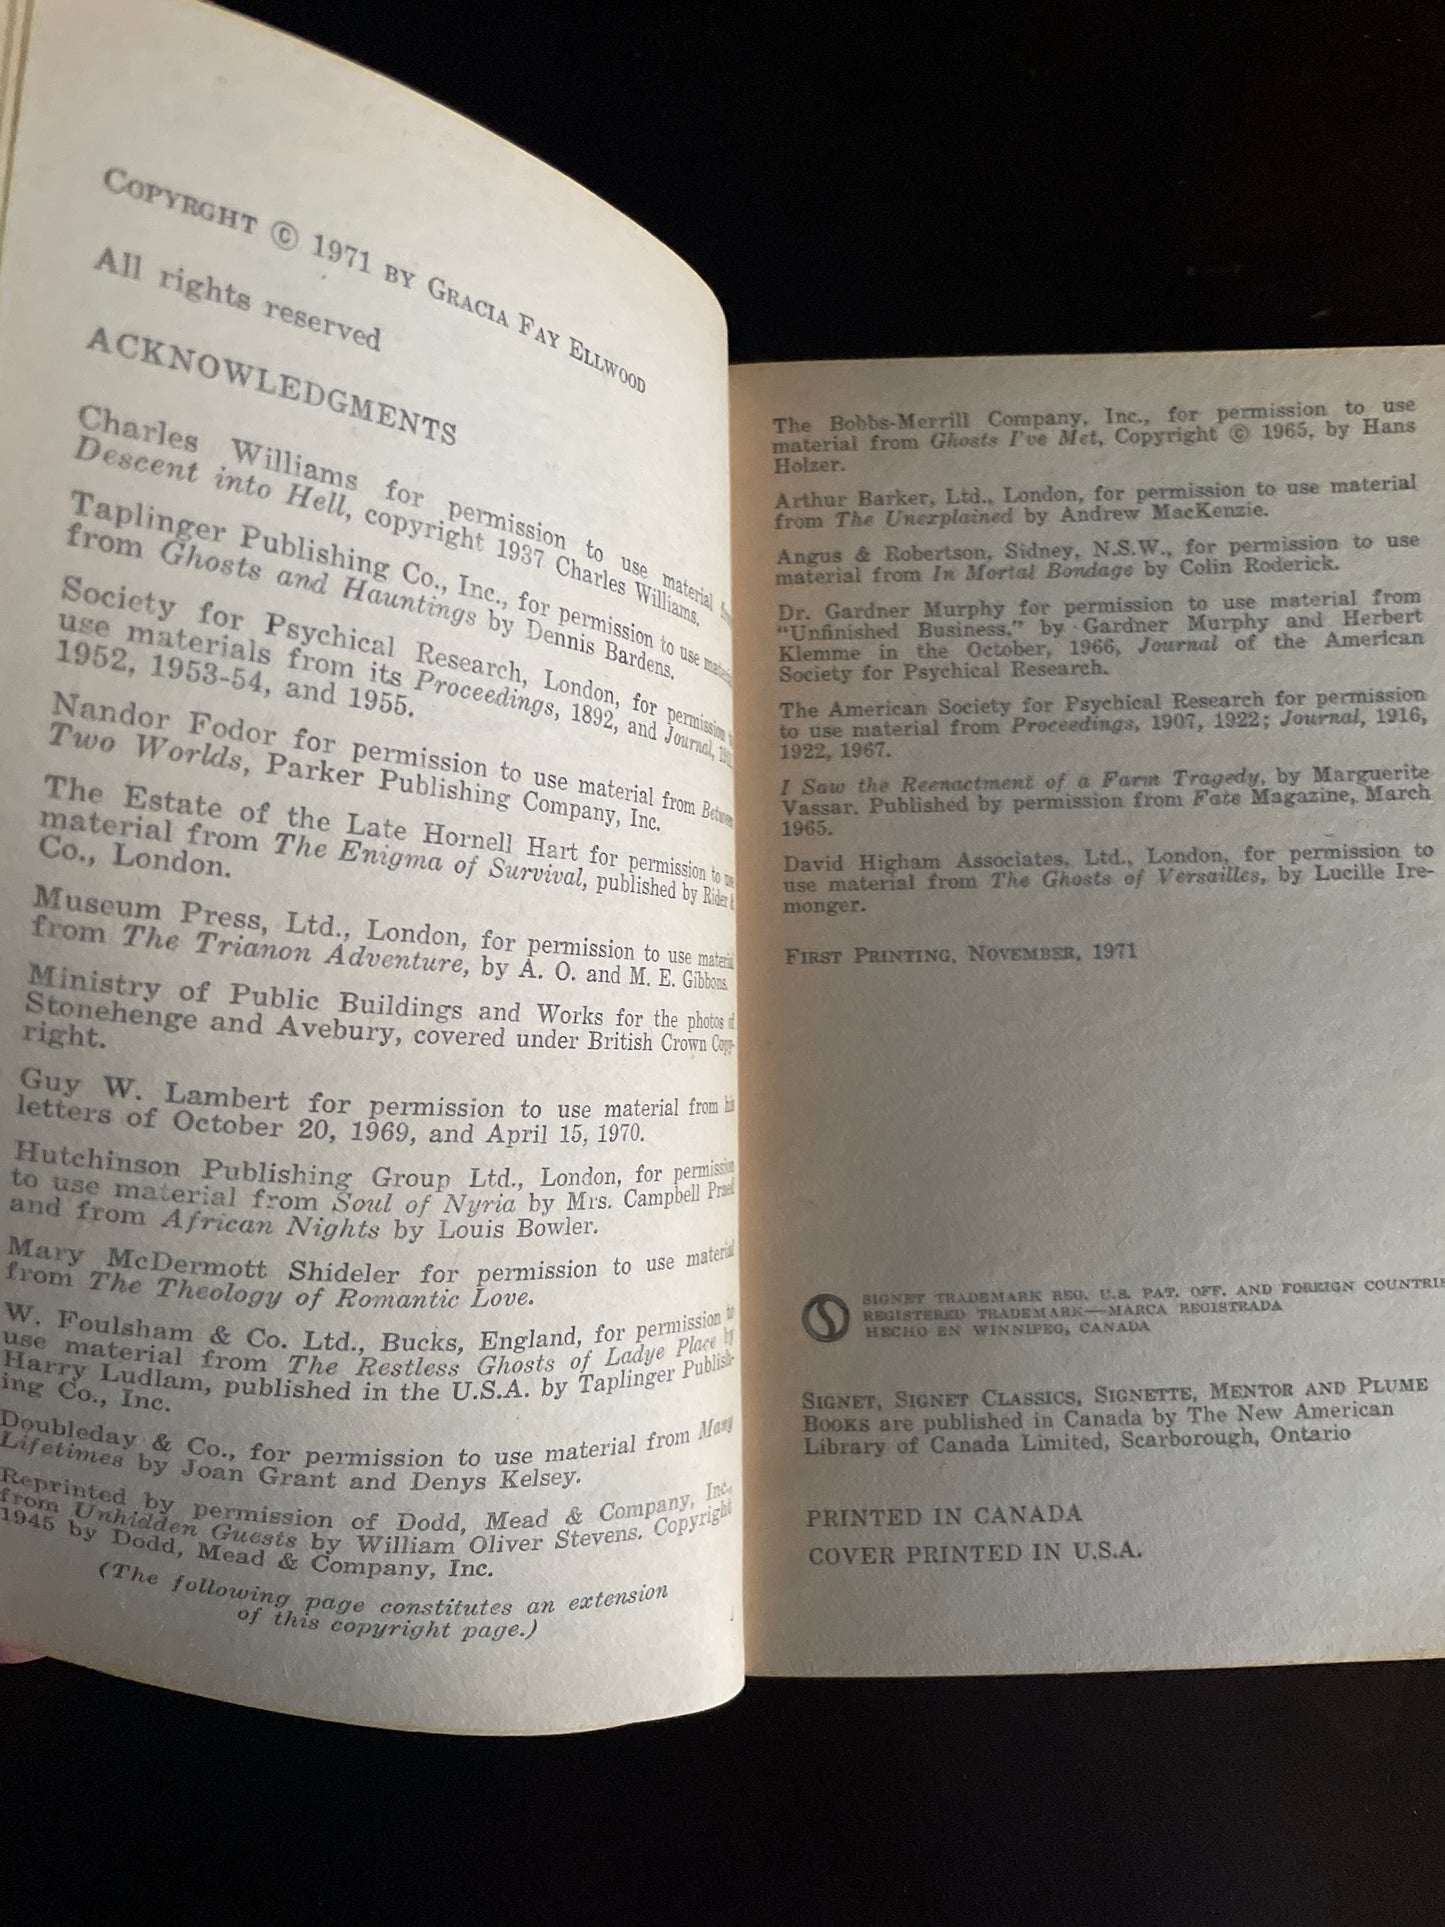 COPYRGHT © 1971 BY GRACIA FAY ELLWOOD
All rights reserved
ACKNOWLEDGMENTS
Charles Williams for permission to use material
Descent into Hell, copyright 1937 Charles Williams.
Taplinger Publishing Co., Inc., for permission to use material
from Ghosts and Hauntings by Dennis Bardens.
Society for Psychical Research, London, for permission
use materials from its Proceedings, 1892, and Journal,
1952, 1953-54, and 1955.
Nandor Fodor for permission to use material from Between
Two Worlds, Parker Publishing Company, Inc.
The Estate of the Late Hornell Hart for permission to use
material from The Enigma of Survival, published by Rider &
Co., London.
Museum Press, Ltd., London, for permission to use material
from The Trianon Adventure, by A. O. and M. E. Gibbons.
Ministry of Public Buildings and Works for the photos of
Stonehenge and Avebury, covered under British Crown Copy-
right.
Guy W. Lambert for permission to use material from his
letters of October 20, 1969, and April 15, 1970.
Hutchinson Publishing Group Ltd., London, for permission
to use material from Soul of Nyria by Mrs. Campbell Praed
and from African Nights by Louis Bowler.
Mary McDermott Shideler for permission to use material
from The Theology of Romantic Love.
W. Foulsham & Co. Ltd., Bucks, England, for permission to
use material from The Restless Ghosts of Ladye Place by
Harry Ludlam, published in the U.S.A. by Taplinger Publish-
ing Co., Inc.
Doubleday & Co., for permission to use material from Many
Lifetimes by Joan Grant and Denys Kelsey.
Reprinted by permission of Dodd, Mead & Company, Inc.,
from Unhidden Guests by William Oliver Stevens. Copyright
1945 by Dodd, Mead & Company, Inc.
(The following page constitutes an extension
of this copyright page.)
The Bobbs-Merrill Company, Inc., for permission to use
material from Ghosts I've Met, Copyright © 1965, by Hans
Holzer.
Arthur Barker, Ltd., London, for permission to use material
from The Unexplained by Andrew MacKenzie.
Angus & Robertson, Sidney, N.S.W., for permission to use
material from In Mortal Bondage by Colin Roderick.
Dr. Gardner Murphy for permission to use material from
"Unfinished Business," by Gardner Murphy and Herbert
Klemme in the October, 1966, Journal of the American
Society for Psychical Research.
The American Society for Psychical Research for permission
to use material from Proceedings, 1907, 1922; Journal, 1916,
1922, 1967.
I Saw the Reenactment of a Farm Tragedy, by Marguerite
Vassar. Published by permission from Fate Magazine, March
1965.
David Higham Associates, Ltd., London, for permission to
use material from The Ghosts of Versailles, by Lucille Ire-
monger.
FIRST PRINTING, NOVEMBER, 1971
SIGNET TRADEMARK REG. U.S. PAT. OFF. AND FOREIGN COUNTRIE
REGISTERED TRADEMARK—MARCA REGISTRADA
HECHO EN WINNIPEG, CANADA
SIGNET, SIGNET CLASSICS, SIGNETTE, MENTOR AND PLUME
BOOKS are published in Canada by The New American
Library of Canada Limited, Scarborough, Ontario
PRINTED IN CANADA
COVER PRINTED IN U.S.A.